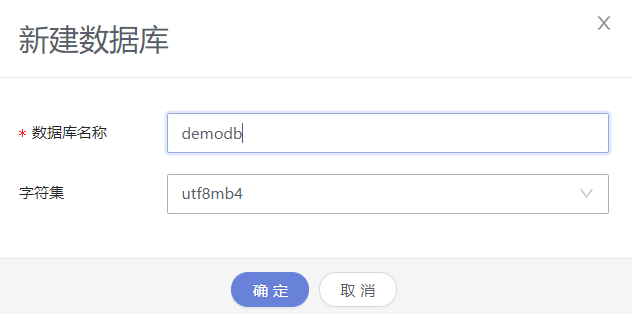 新建数据库
* 数据库名称
demodb
字符集
utf8mb4
确 定
取 消